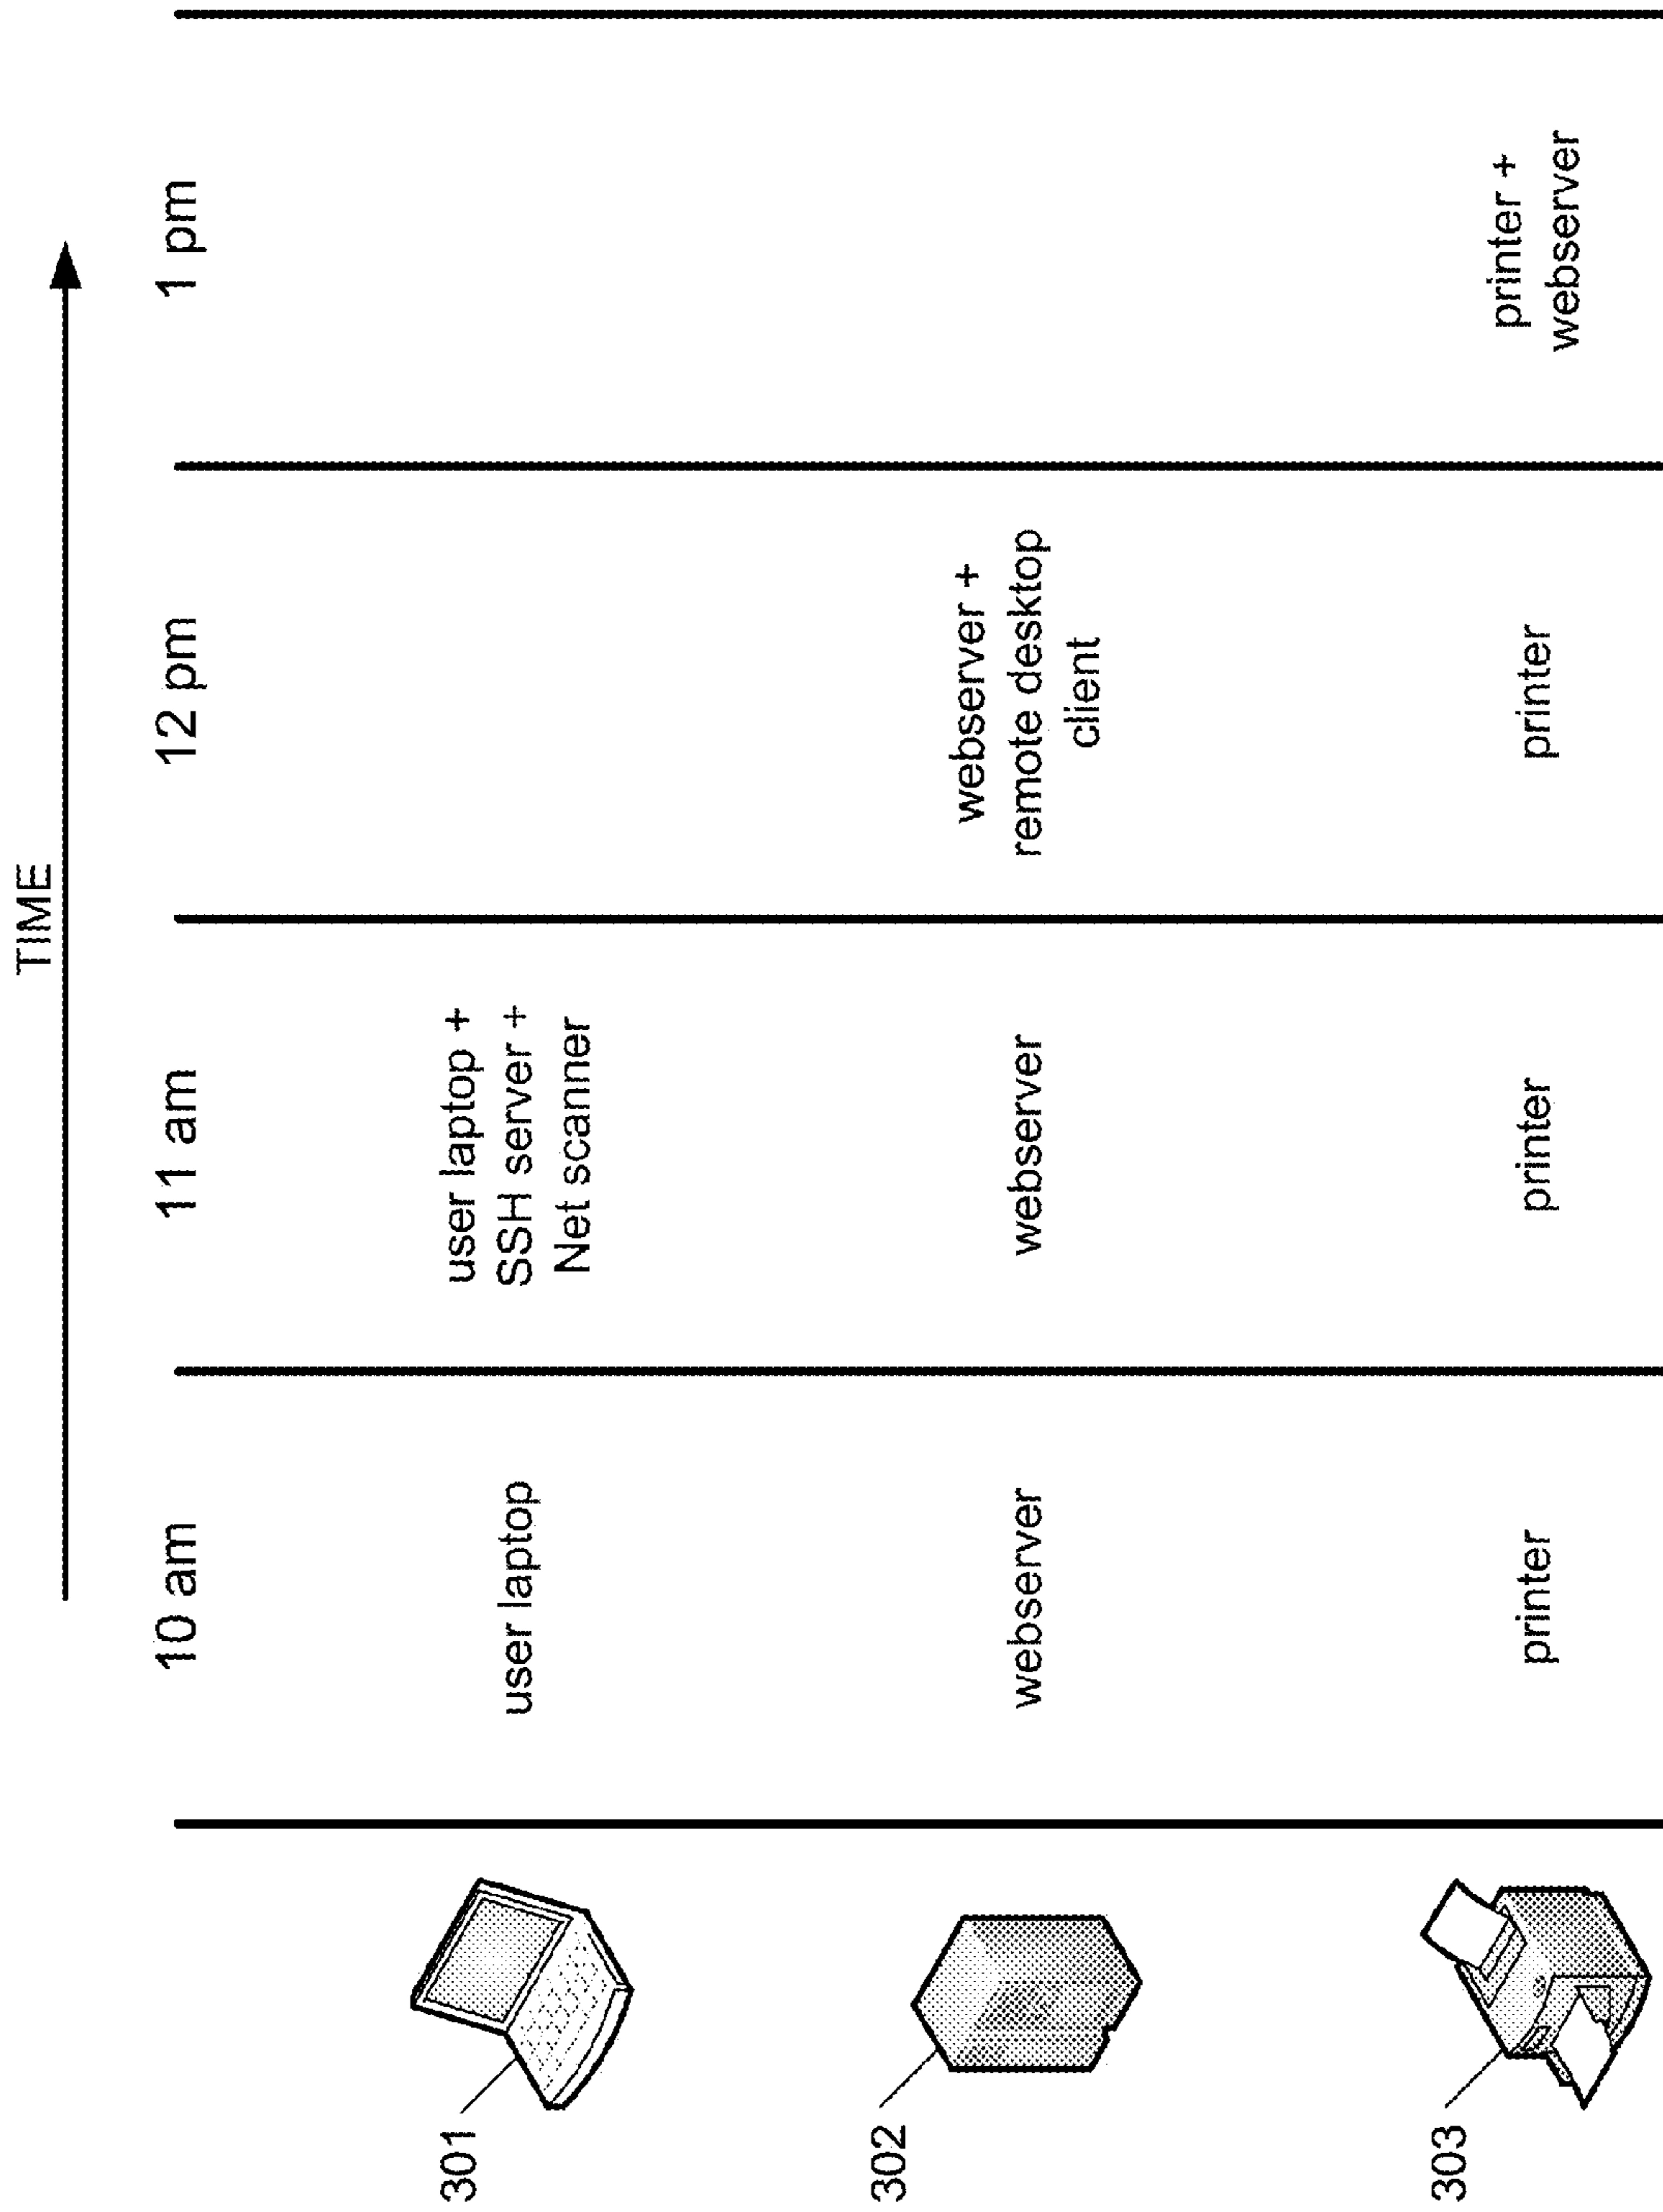 TIME
10 am
11 am
12 pm
1 pm
301
user laptop
user laptop +
SSH server +
Net scanner
302
webserver
webserver
webserver +
remote desktop
client
303
printer
printer
printer
printer +
webserver